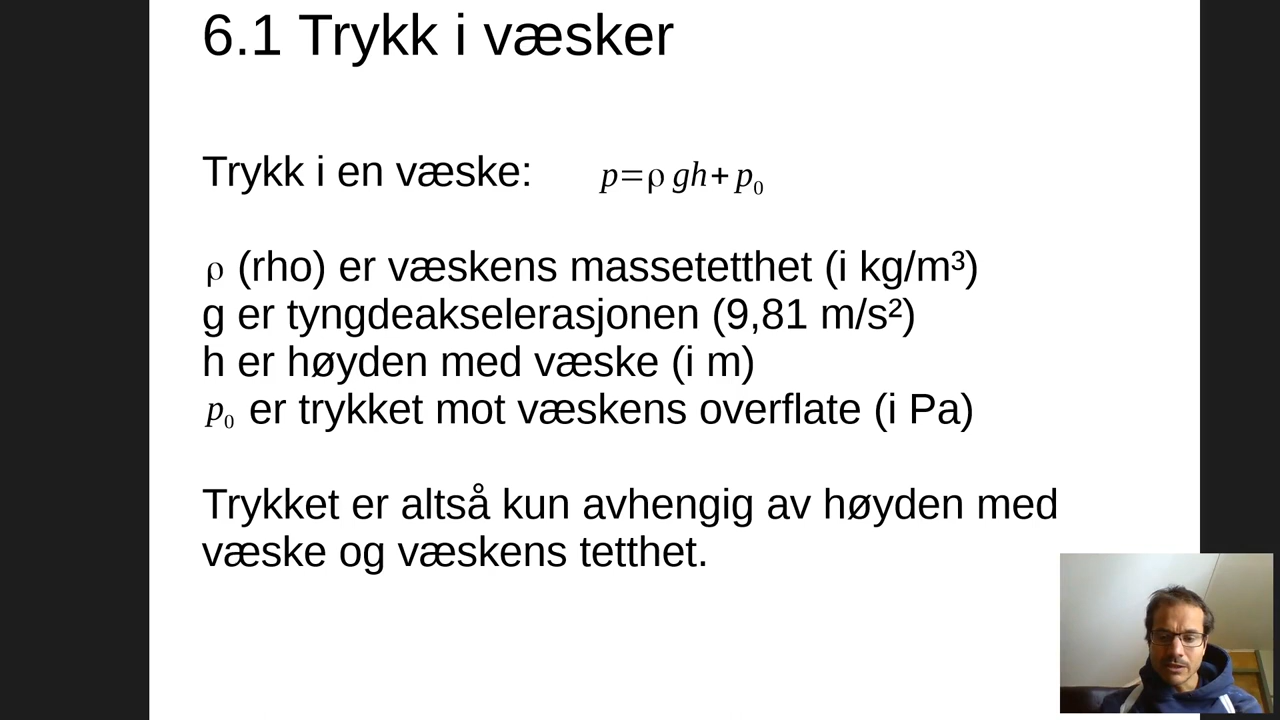 6.1 Trykk i væsker
Trykk i en væske: p=ρ gh+p₀
ρ (rho) er væskens massetetthet (i kg/m³)
g er tyngdeakselerasjonen (9,81 m/s²)
h er høyden med væske (i m)
p₀ er trykket mot væskens overflate (i Pa)
Trykket er altså kun avhengig av høyden med
væske og væskens tetthet.